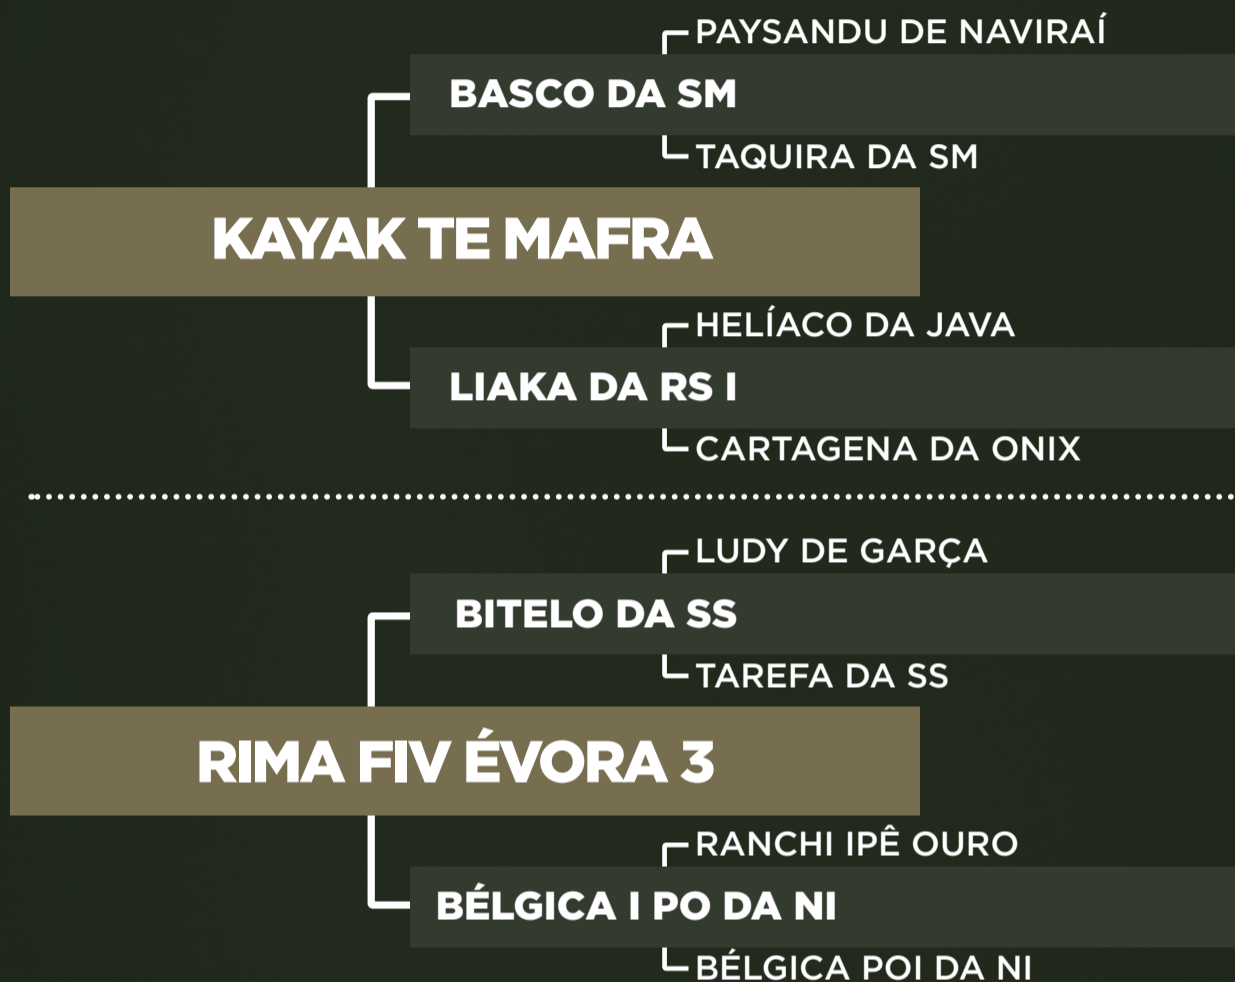 PAYSANDU DE NAVIRAÍ
BASCO DA SM
TAQUIRA DA SM
KAYAK TE MAFRA
HELÍACO DA JAVA
LIAKA DA RS I
CARTAGENA DA ONIX
LUDY DE GARÇA
BITELO DA SS
TAREFA DA SS
RIMA FIV ÉVORA 3
RANCHI IPÊ OURO
BÉLGICA I PO DA NI
BÉLGICA POI DA NI